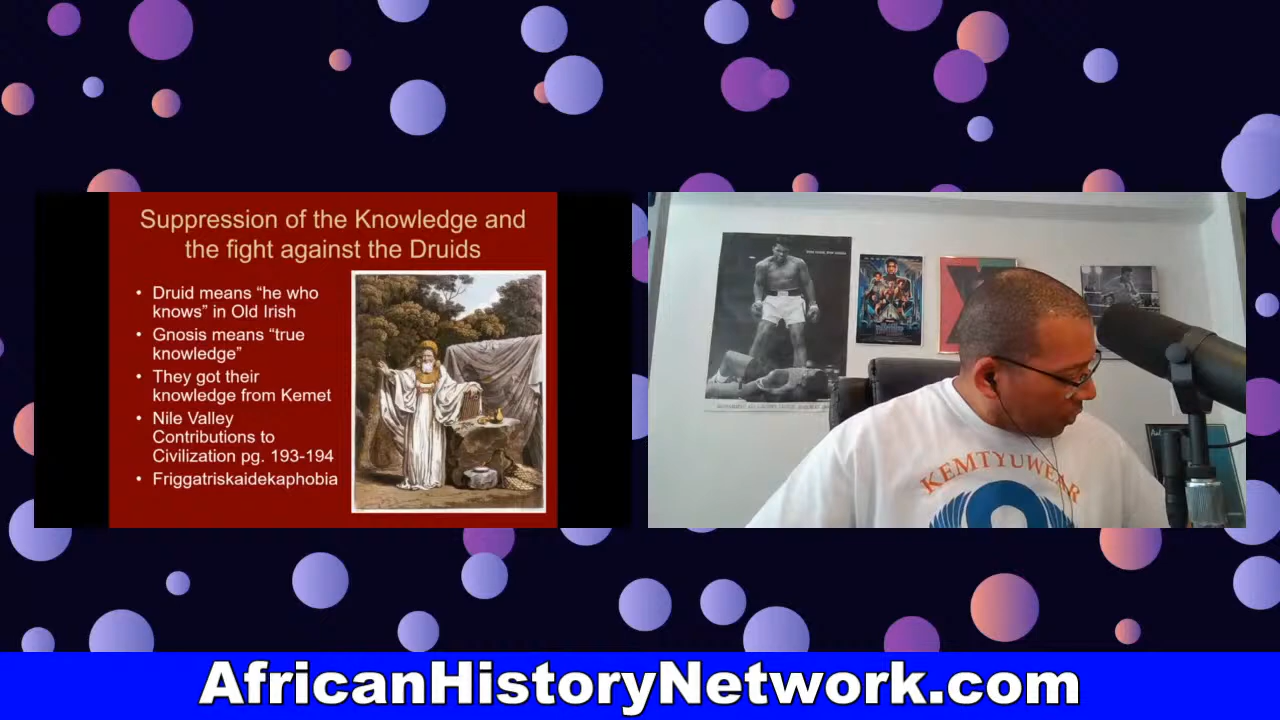 Suppression of the Knowledge and
the fight against the Druids
• Druid means “he who
knows” in Old Irish
• Gnosis means “true
knowledge”
• They got their
knowledge from Kemet
• Nile Valley
Contributions to
Civilization pg. 193-194
• Friggatriskaidekaphobia
KEMTYUWEAR
AfricanHistoryNetwork.com